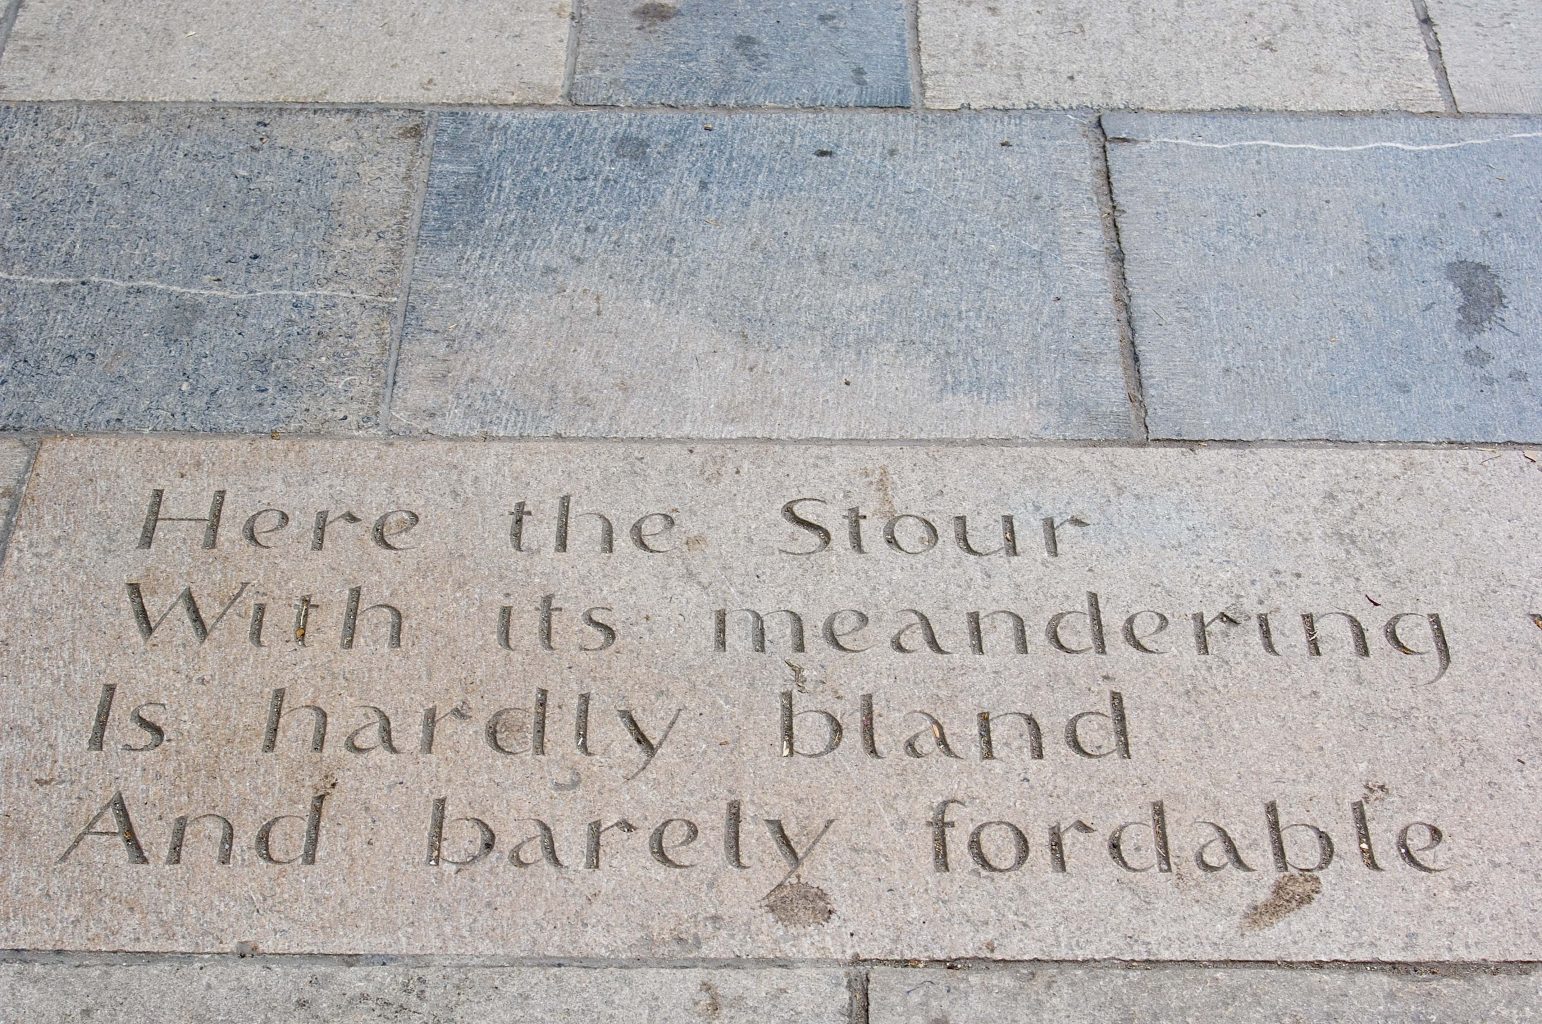 Here the Stour
With its meandering
Is hardly bland
And barely fordable